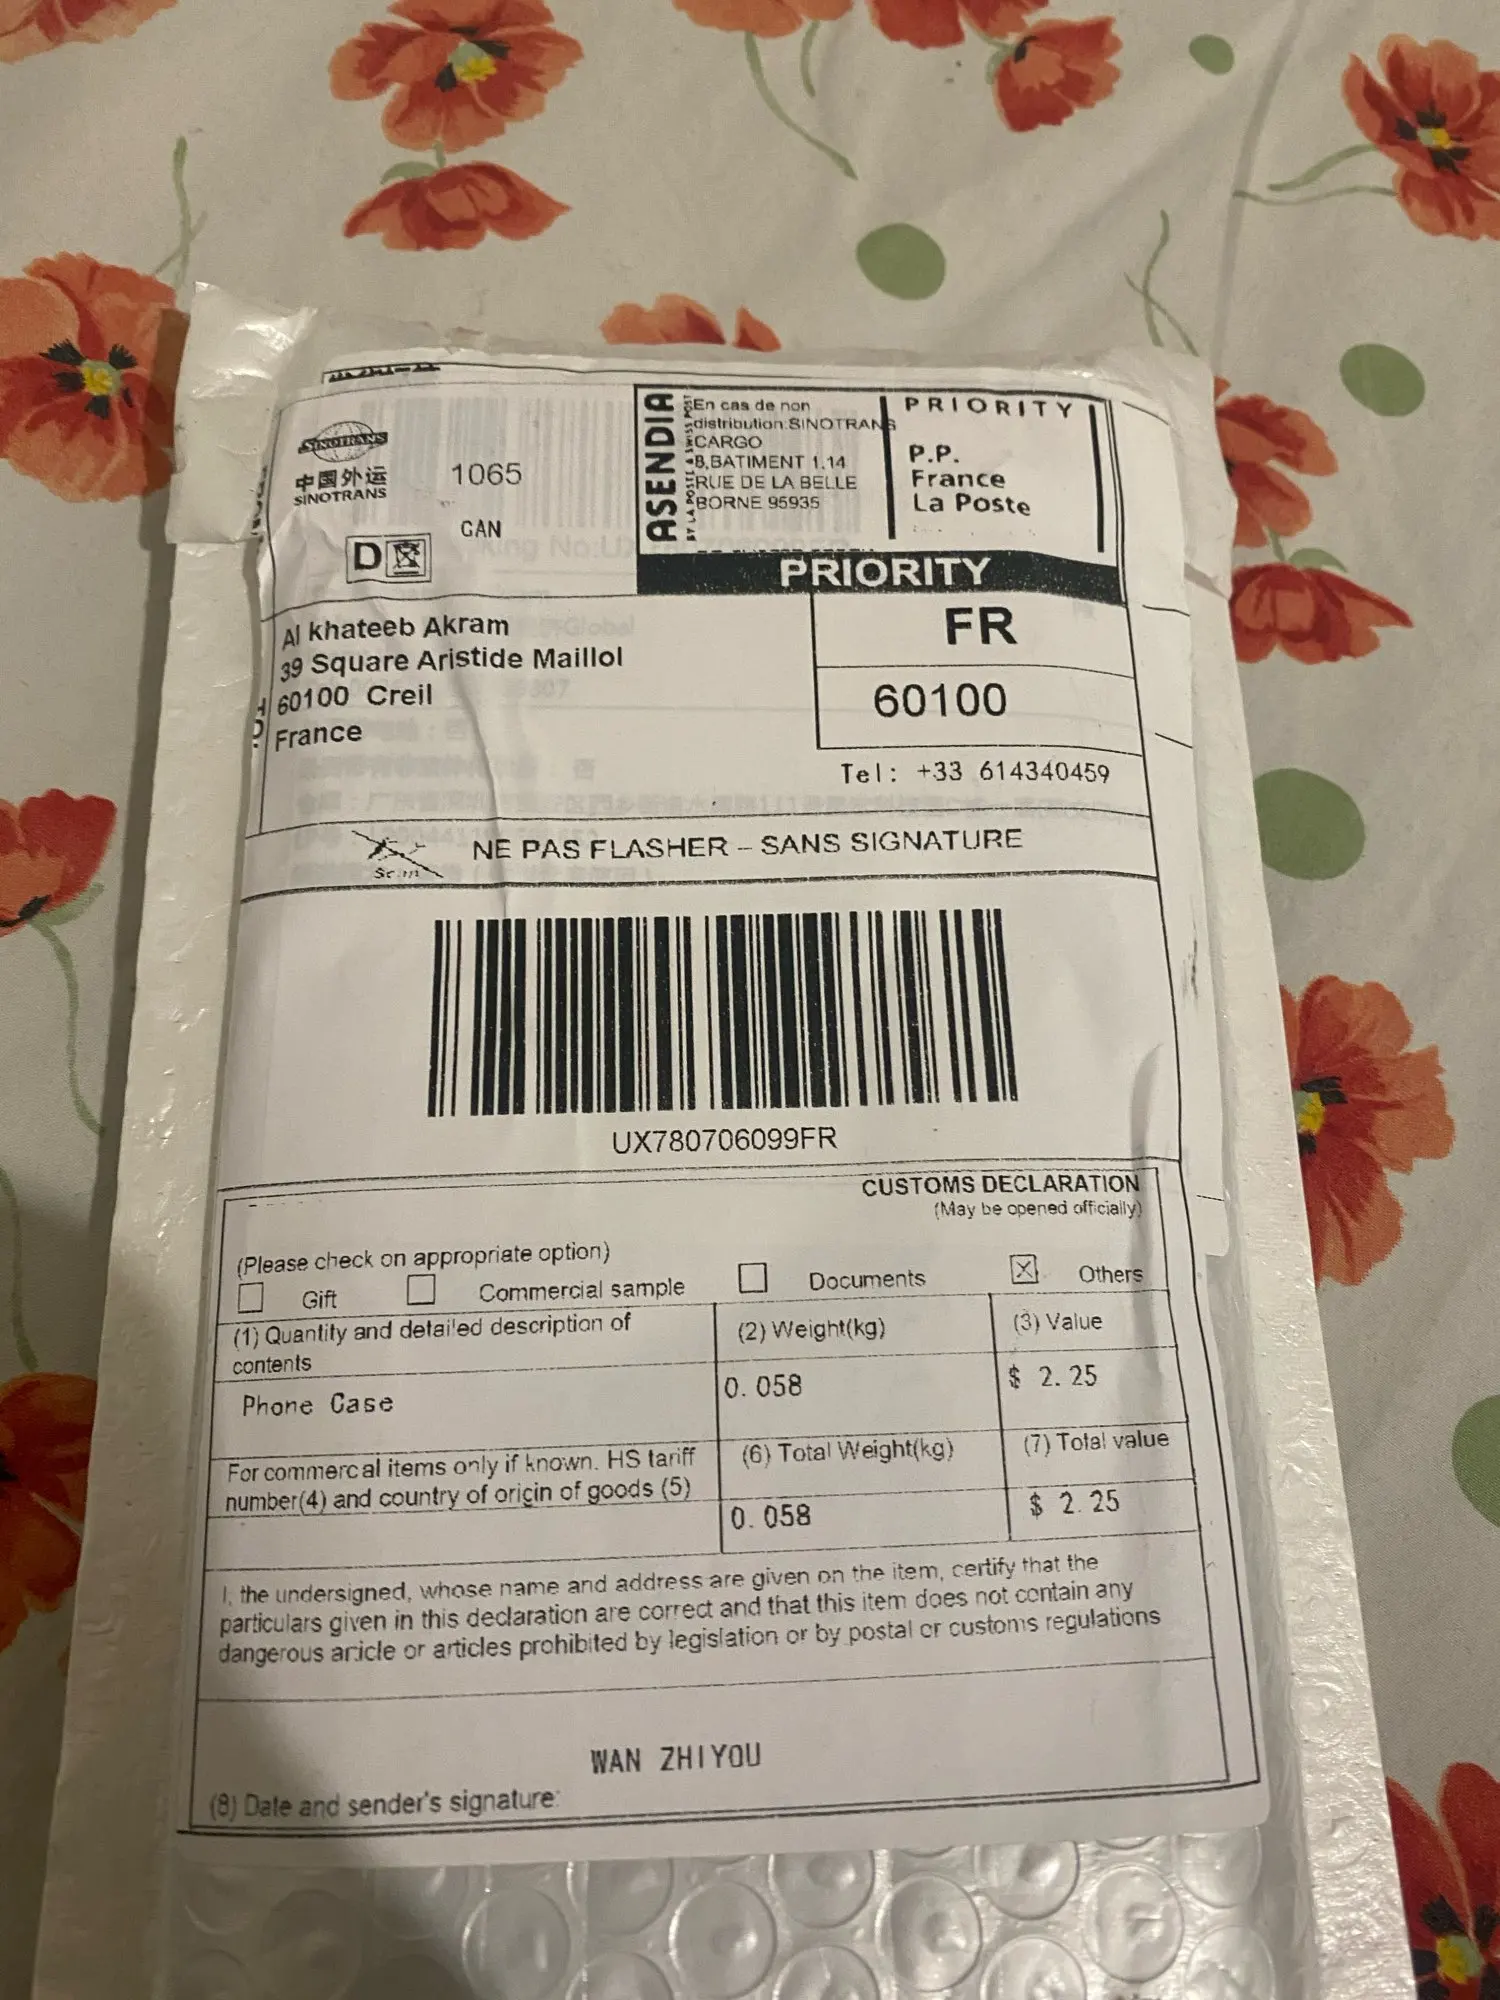 SINOTRANS
中国外运
SINOTRANS
1065
CAN
D
ASENDIA
BY LA POSTE & SWISS POST
En cas de non
distribution:SINOTRANS
CARGO
8,BATIMENT 1.14
RUE DE LA BELLE
BORNE 95935
PRIORITY
P.P.
France
La Poste
PRIORITY
Al khateeb Akram
39 Square Aristide Maillol
60100 Creil
France
TO:
FR
60100
Tel: +33 614340459
NE PAS FLASHER - SANS SIGNATURE
UX780706099FR
CUSTOMS DECLARATION
(May be opened officially)
(Please check on appropriate option)
Gift
Commercial sample
Documents
Others
(1) Quantity and detailed description of
contents
(2) Weight(kg)
(3) Value
Phone Case
0.058
$ 2.25
For commercal items only if known. HS tariff
number(4) and country of origin of goods (5)
(6) Total Weight(kg)
(7) Total value
0.058
$ 2.25
I, the undersigned, whose name and address are given on the item, certify that the
particulars given in this declaration are correct and that this item does not contain any
dangerous article or articles prohibited by legislation or by postal or customs regulations
WAN ZHIYOU
(8) Date and sender's signature: